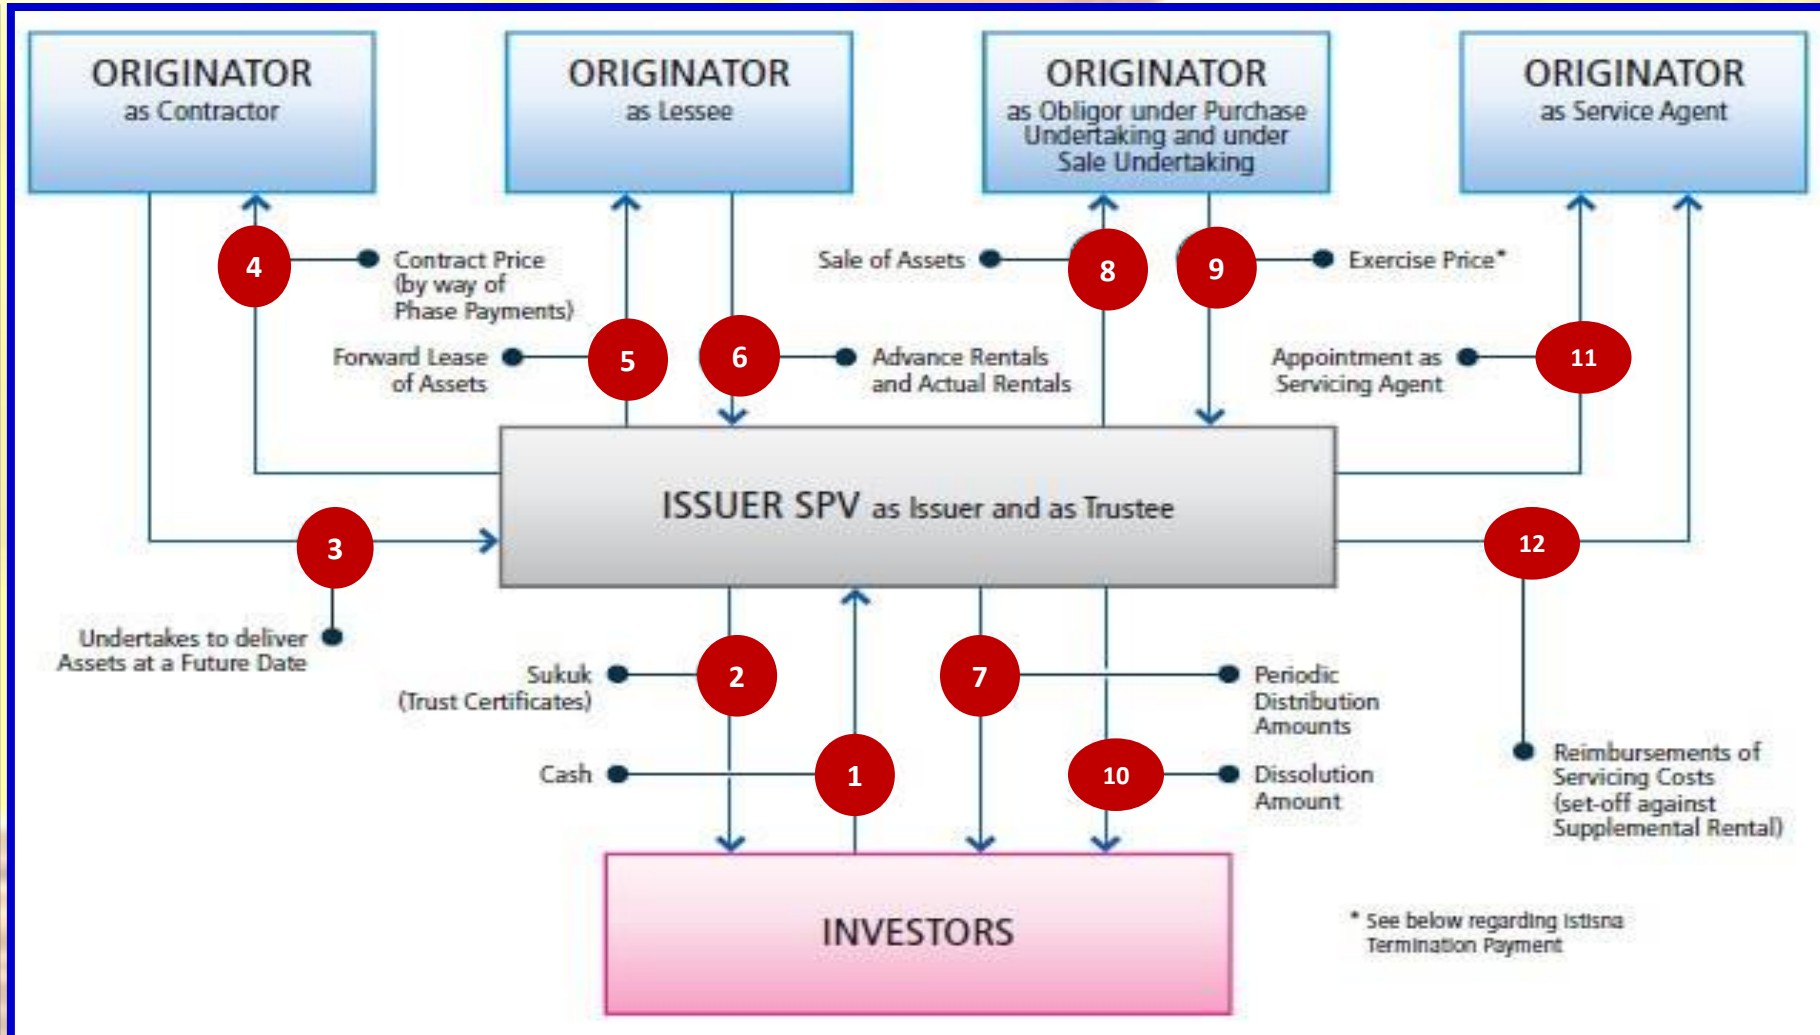 ORIGINATOR
as Contractor
ORIGINATOR
as Lessee
ORIGINATOR
as Obligor under Purchase
Undertaking and under
Sale Undertaking
ORIGINATOR
as Service Agent
4
Contract Price
(by way of
Phase Payments)
Sale of Assets
8
9
Exercise Price*
Forward Lease
of Assets
5
6
Advance Rentals
and Actual Rentals
Appointment as
Servicing Agent
11
ISSUER SPV as Issuer and as Trustee
3
12
Undertakes to deliver
Assets at a Future Date
Sukuk
(Trust Certificates)
2
7
Periodic
Distribution
Amounts
Cash
1
10
Dissolution
Amount
Reimbursements of
Servicing Costs
(set-off against
Supplemental Rental)
INVESTORS
* See below regarding Istisna
Termination Payment